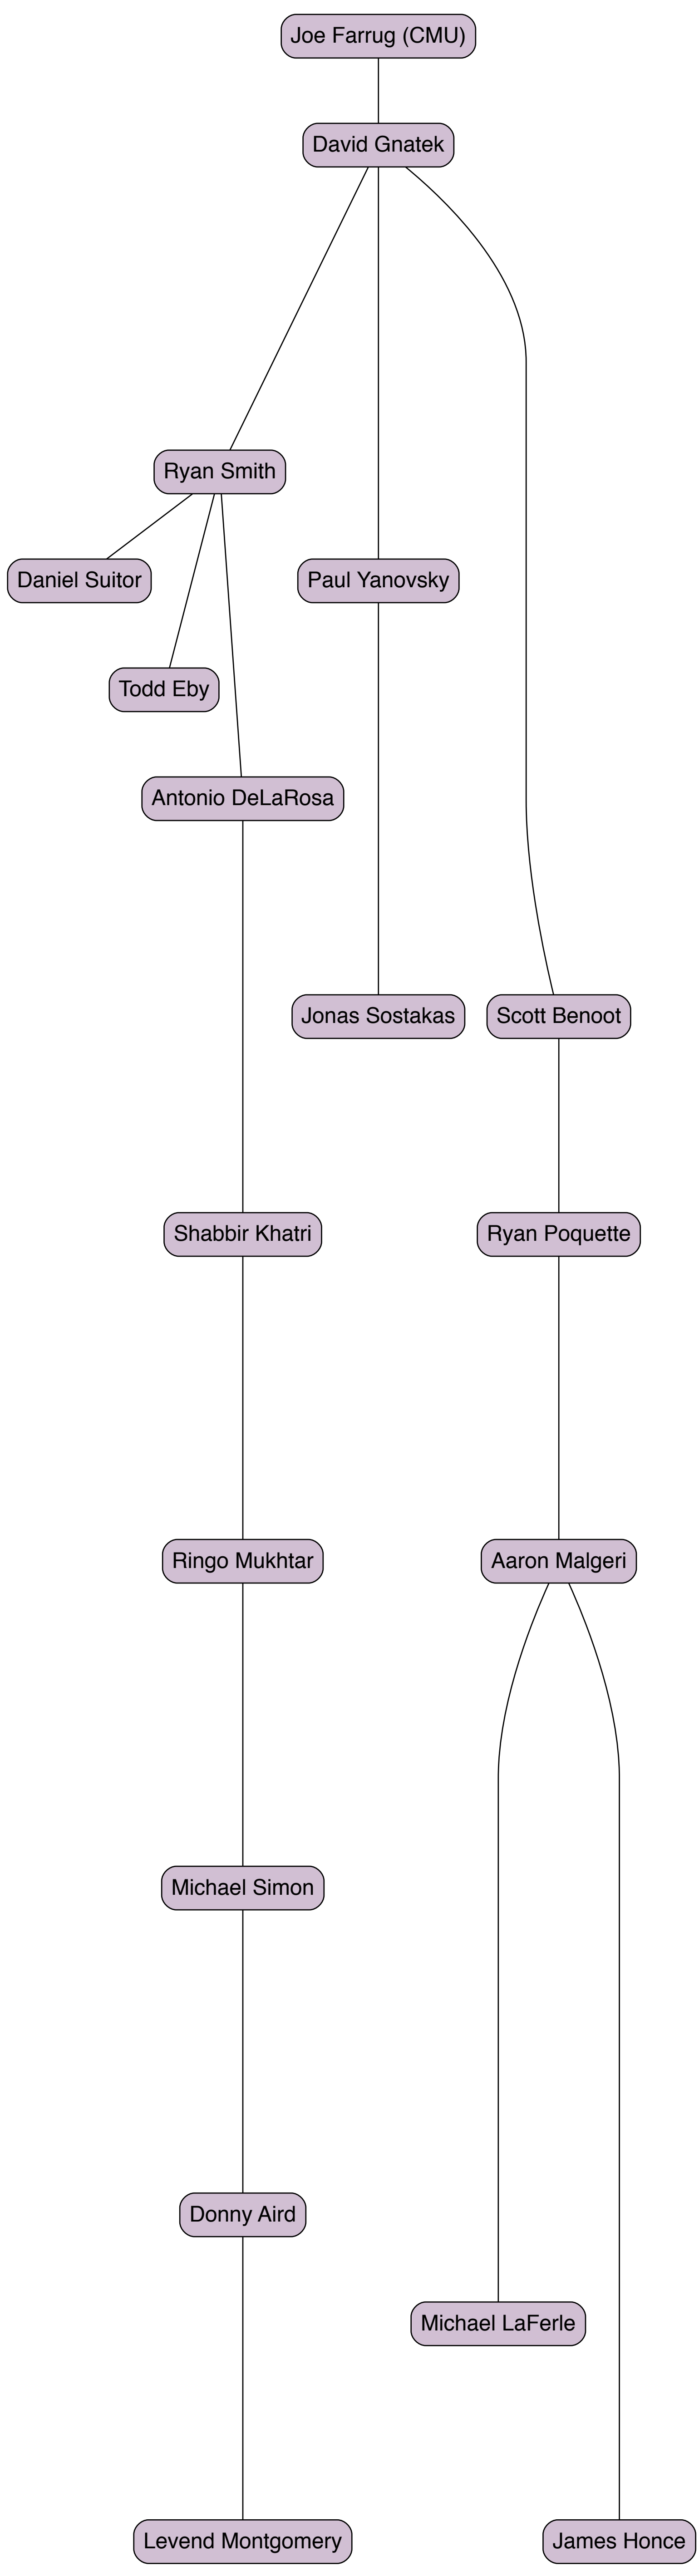 Joe Farrug (CMU)
David Gnatek
Ryan Smith
Daniel Suitor
Paul Yanovsky
Todd Eby
Antonio DeLaRosa
Jonas Sostakas
Scott Benoot
Shabbir Khatri
Ryan Poquette
Ringo Mukhtar
Aaron Malgeri
Michael Simon
Donny Aird
Michael LaFerle
Levend Montgomery
James Honce